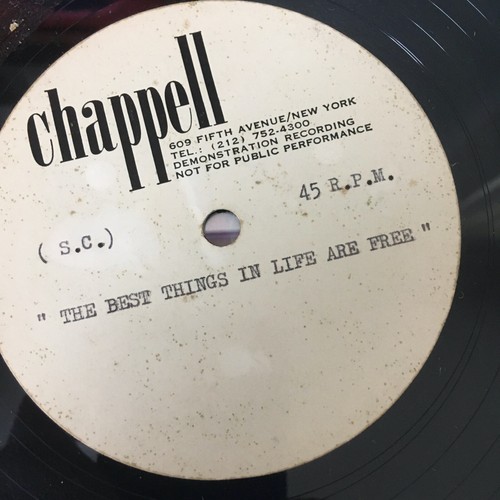 chappell
609 FIFTH AVENUE/NEW YORK
TEL.: (212) 752-4300
DEMONSTRATION RECORDING
NOT FOR PUBLIC PERFORMANCE
45 R.P.M.
( S.C.)
" THE BEST THINGS IN LIFE ARE FREE "